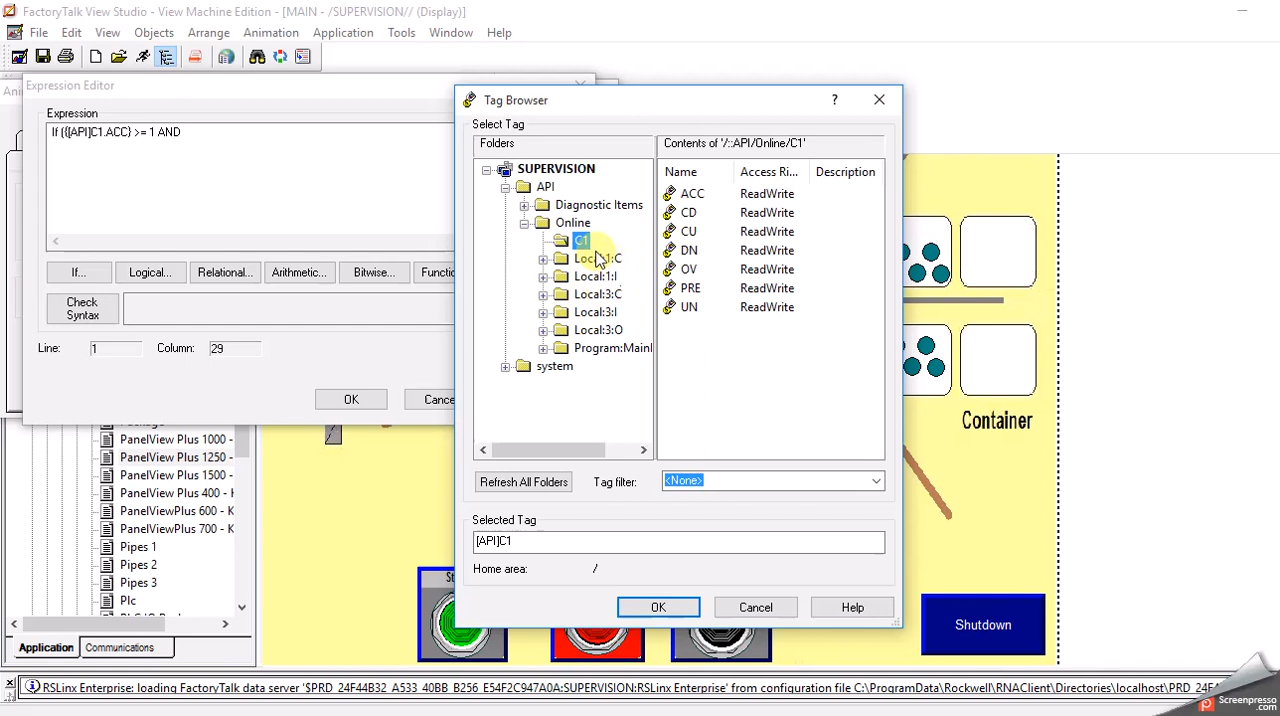 FactoryTalk View Studio - View Machine Edition - [MAIN - /SUPERVISION// (Display)]
File Edit View Objects Arrange Animation Application Tools Window Help
Expression Editor
Expression
If ({[API]C1.ACC} >= 1 AND
If... Logical... Relational... Arithmetic... Bitwise...
Check
Syntax
Line: 1 Column: 29
OK
Tag Browser
?
Select Tag
Folders
SUPERVISION
API
Diagnostic Items
Online
C1
Local:1:C
Local:1:I
Local:3:C
Local:3:I
Local:3:O
Program:MainI
system
Contents of '/::API/Online/C1'
Name Access Ri... Description
ACC ReadWrite
CD ReadWrite
CU ReadWrite
DN ReadWrite
OV ReadWrite
PRE ReadWrite
UN ReadWrite
Refresh All Folders Tag filter: <None>
Selected Tag
[API]C1
Home area: /
OK Cancel Help
PanelView Plus 1000 -
PanelView Plus 1250 -
PanelView Plus 1500 -
PanelView Plus 400 - K
PanelViewPlus 600 - K
PanelViewPlus 700 - K
Pipes 1
Pipes 2
Pipes 3
Plc
Application Communications
Container
Shutdown
RSLinx Enterprise: loading FactoryTalk data server '$PRD_24F44B32_A533_40BB_B256_E54F2C947A0A:SUPERVISION:RSLinx Enterprise' from configuration file C:\ProgramData\Rockwell\RNAClient\Directories\localhost\PRD_24F
Screenpresso
.com